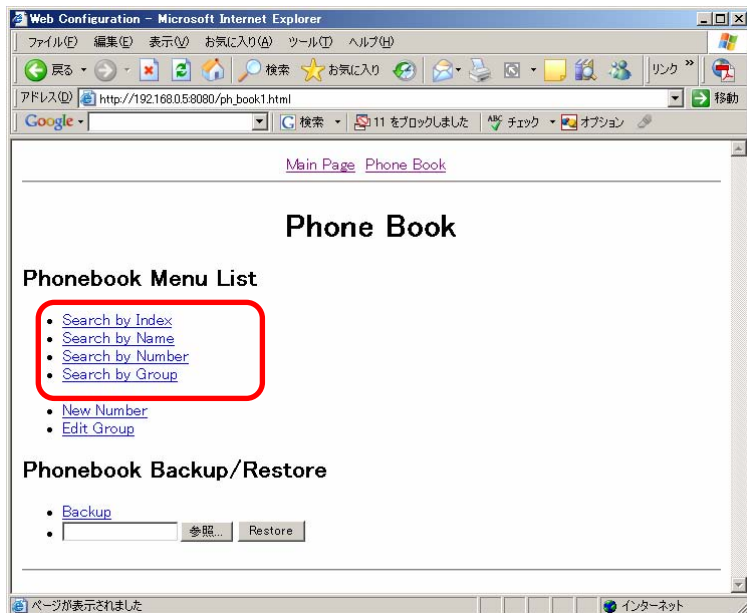 Web Configuration - Microsoft Internet Explorer
ファイル(F) 編集(E) 表示(V) お気に入り(A) ツール(T) ヘルプ(H)
戻る 検索 お気に入り リンク »
アドレス(D) http://192.168.0.5:8080/ph_book1.html 移動
Google 検索 11 をブロックしました ABC チェック オプション
Main Page Phone Book
Phone Book
Phonebook Menu List
• Search by Index
• Search by Name
• Search by Number
• Search by Group
• New Number
• Edit Group
Phonebook Backup/Restore
• Backup
• 参照... Restore
ページが表示されました インターネット